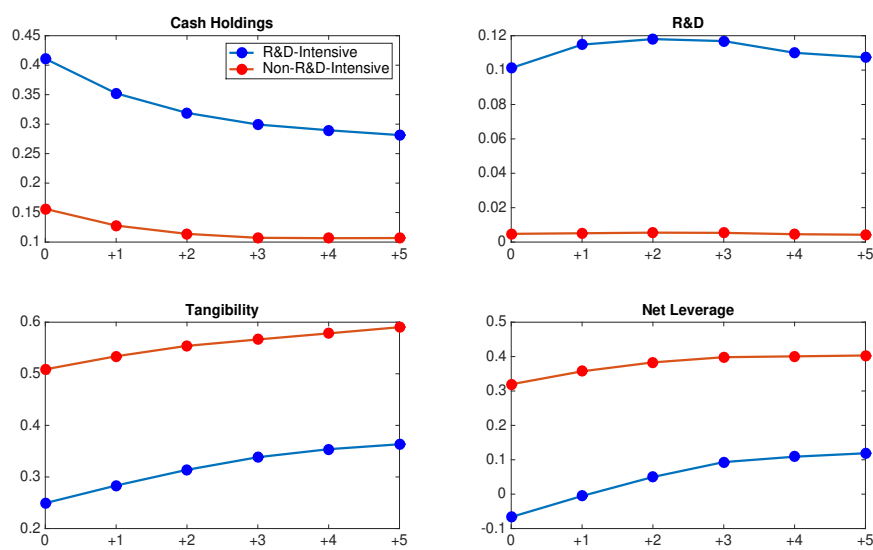 Cash Holdings
0.45
0.4
0.35
0.3
0.25
0.2
0.15
0.1
0 +1 +2 +3 +4 +5
R&D-Intensive
Non-R&D-Intensive
R&D
0.12
0.1
0.08
0.06
0.04
0.02
0
0 +1 +2 +3 +4 +5
Tangibility
0.6
0.5
0.4
0.3
0.2
0 +1 +2 +3 +4 +5
Net Leverage
0.5
0.4
0.3
0.2
0.1
0
-0.1
0 +1 +2 +3 +4 +5